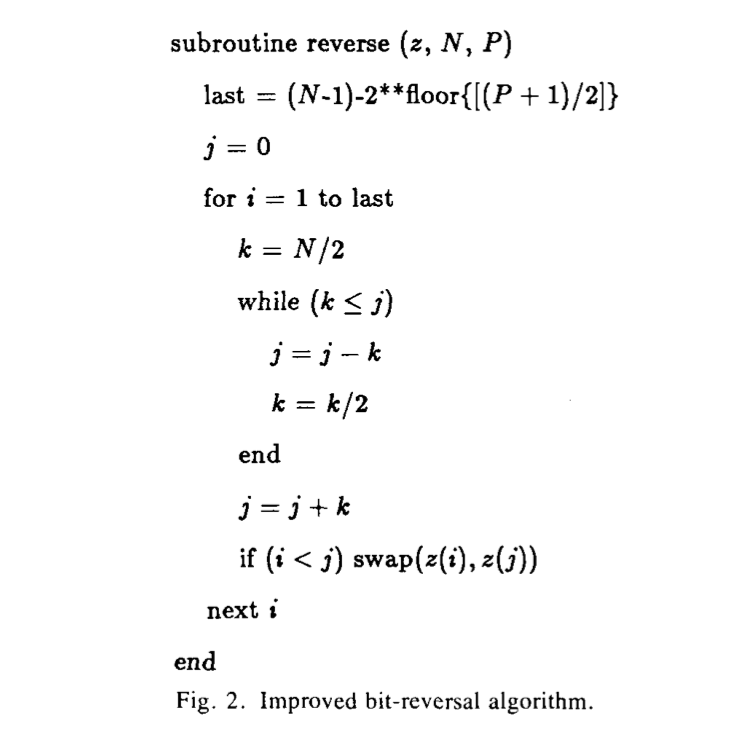 subroutine reverse (z, N, P)
last = (N-1)-2**floor{[(P + 1)/2]}
j = 0
for i = 1 to last
k = N/2
while (k ≤ j)
j = j − k
k = k/2
end
j = j + k
if (i < j) swap(z(i), z(j))
next i
end
Fig. 2. Improved bit-reversal algorithm.